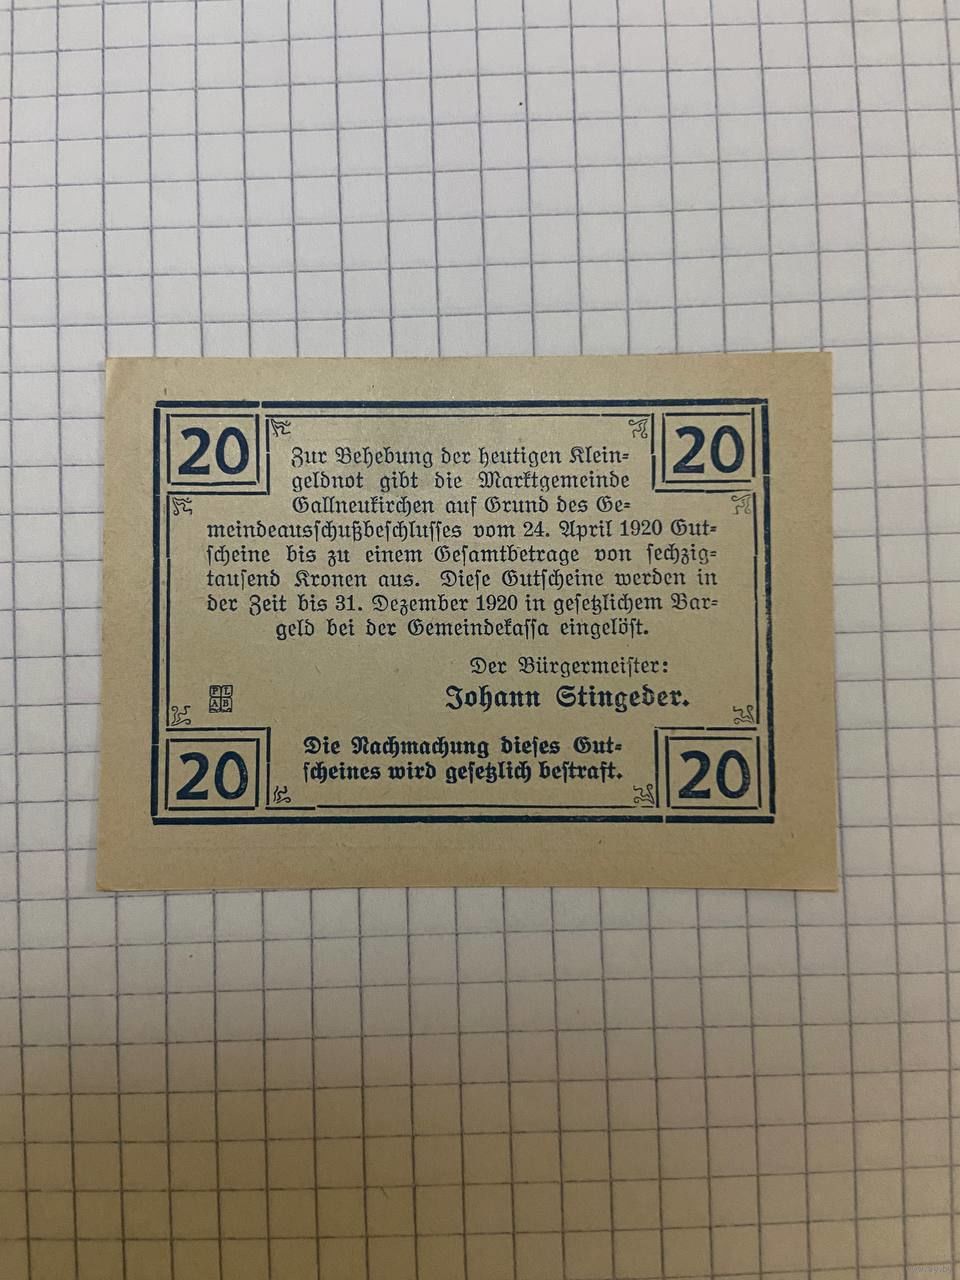 20
20
Zur Behebung der heutigen Klein=
geldnot gibt die Marktgemeinde
Gallneukirchen auf Grund des Ge=
meindeausſchußbeſchluſſes vom 24. April 1920 Gut=
ſcheine bis zu einem Geſamtbetrage von ſechzig=
tauſend Kronen aus. Dieſe Gutſcheine werden in
der Zeit bis 31. Dezember 1920 in geſetzlichem Bar=
geld bei der Gemeindekaſſa eingelöſt.
Der Bürgermeiſter:
Johann Stingeder.
PL
AB
Die Nachmachung dieſes Gut=
ſcheines wird geſetzlich beſtraft.
20
20